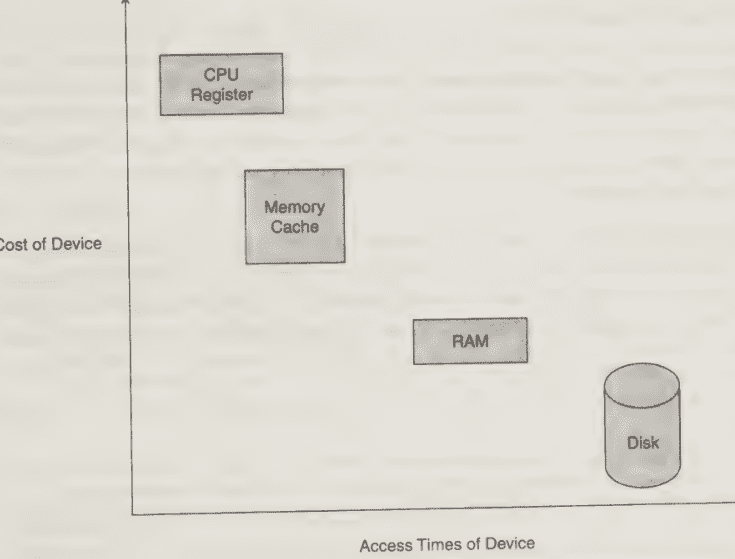 CPU
Register
Memory
Cache
Cost of Device
RAM
Disk
Access Times of Device